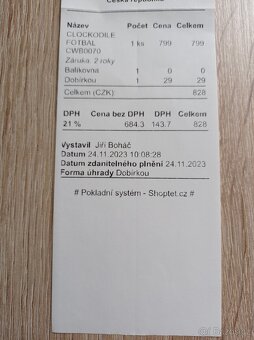 Česká republika
Název Počet Cena Celkem
CLOCKODILE
FOTBAL 1 ks 799 799
CWB0070
Záruka: 2 roky
Balíkovna 1 0 0
Dobírkou 1 29 29
Celkem (CZK): 828
DPH Cena bez DPH DPH Celkem
21 % 684.3 143.7 828
Vystavil Jiří Boháč
Datum 24.11.2023 10:08:28
Datum zdanitelného plnění 24.11.2023
Forma úhrady Dobírkou
# Pokladní systém - Shoptet.cz #